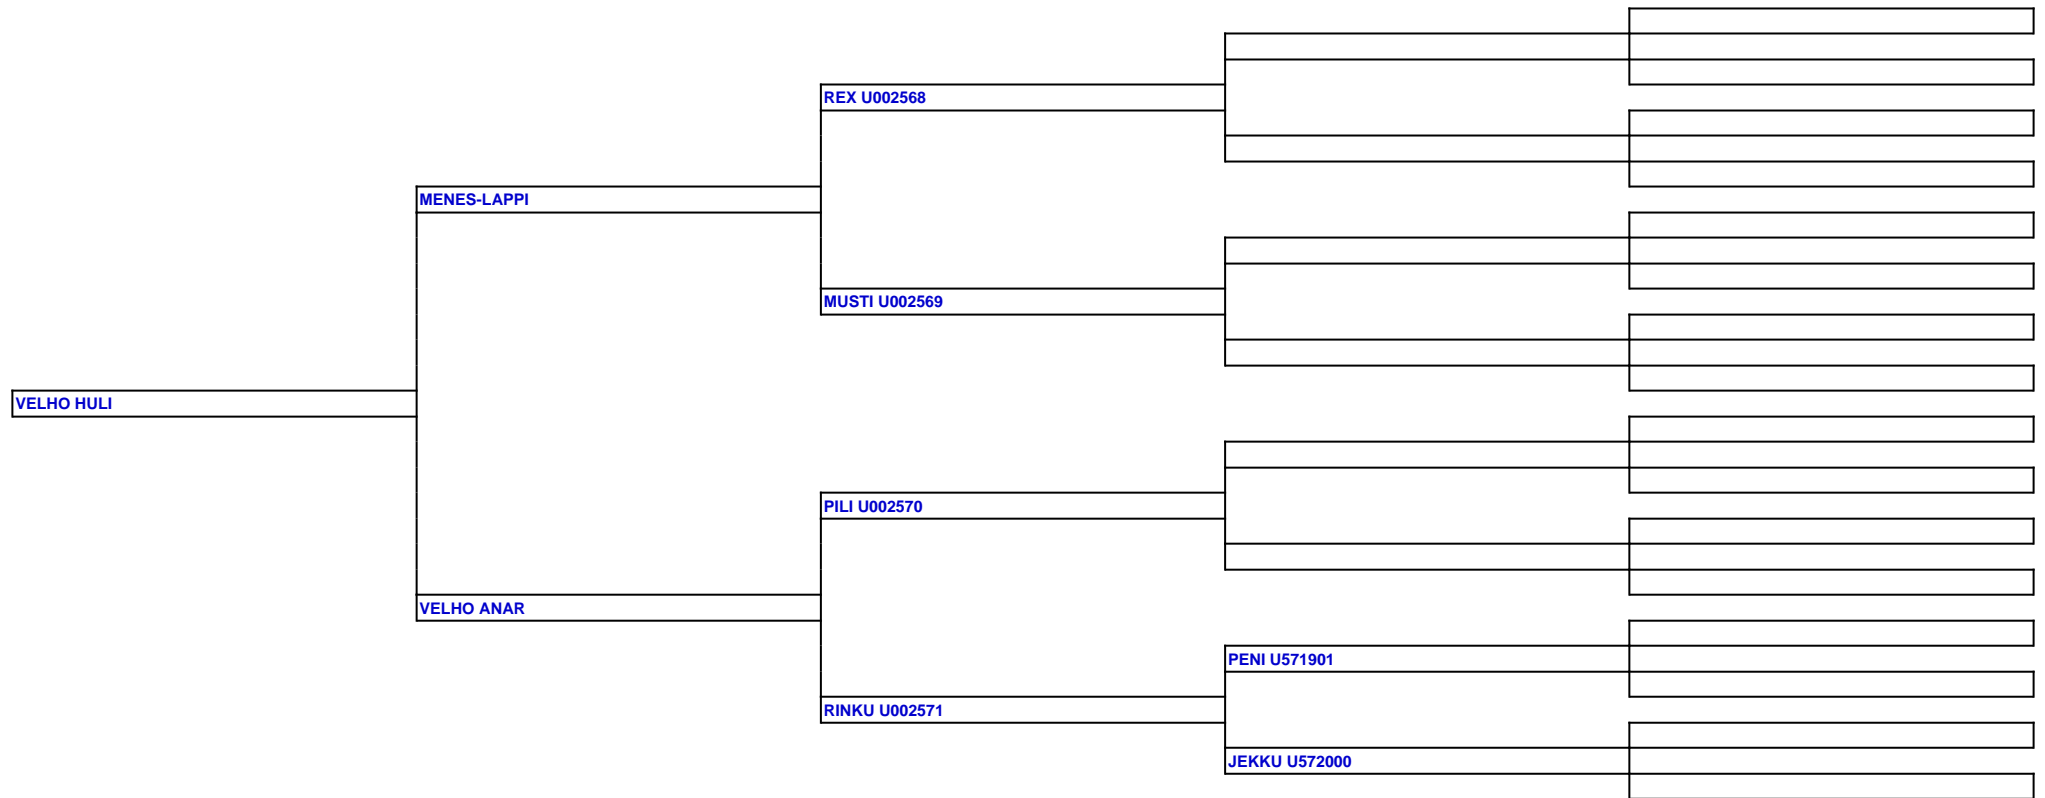 REX U002568
MENES-LAPPI
MUSTI U002569
VELHO HULI
PILI U002570
VELHO ANAR
PENI U571901
RINKU U002571
JEKKU U572000